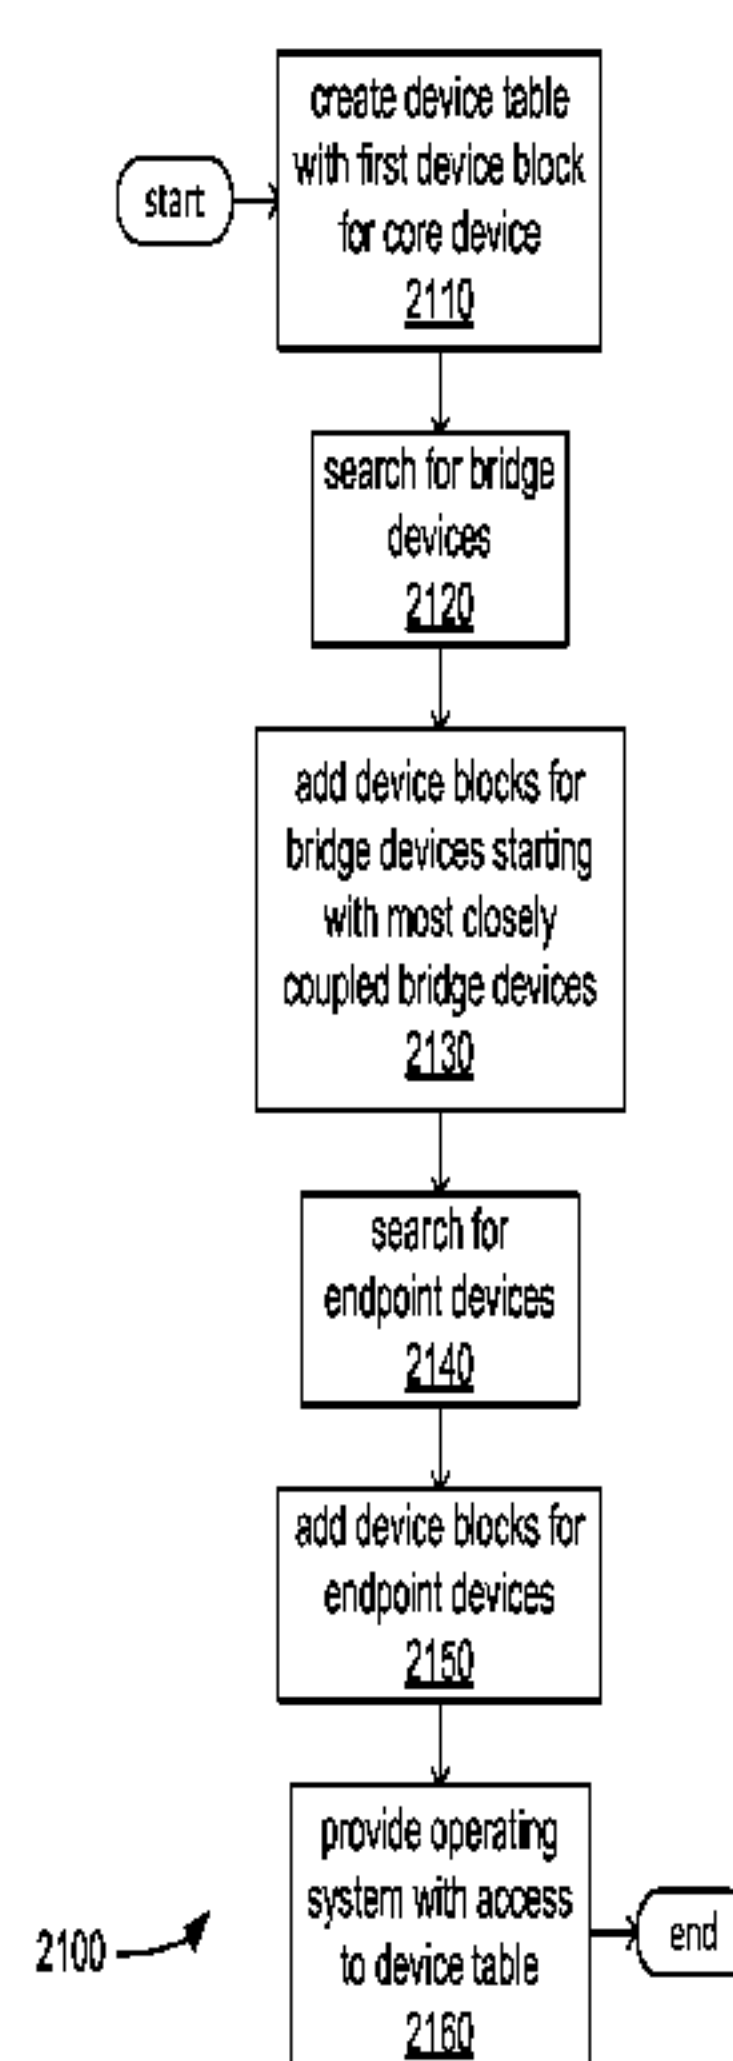 start
create device table
with first device block
for core device
2110
search for bridge
devices
2120
add device blocks for
bridge devices starting
with most closely
coupled bridge devices
2130
search for
endpoint devices
2140
add device blocks for
endpoint devices
2150
provide operating
system with access
to device table
2160
end
2100